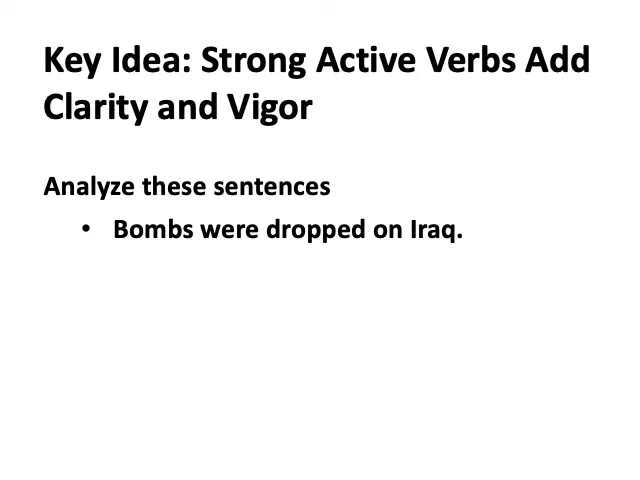 Key Idea: Strong Active Verbs Add
Clarity and Vigor
Analyze these sentences
• Bombs were dropped on Iraq.